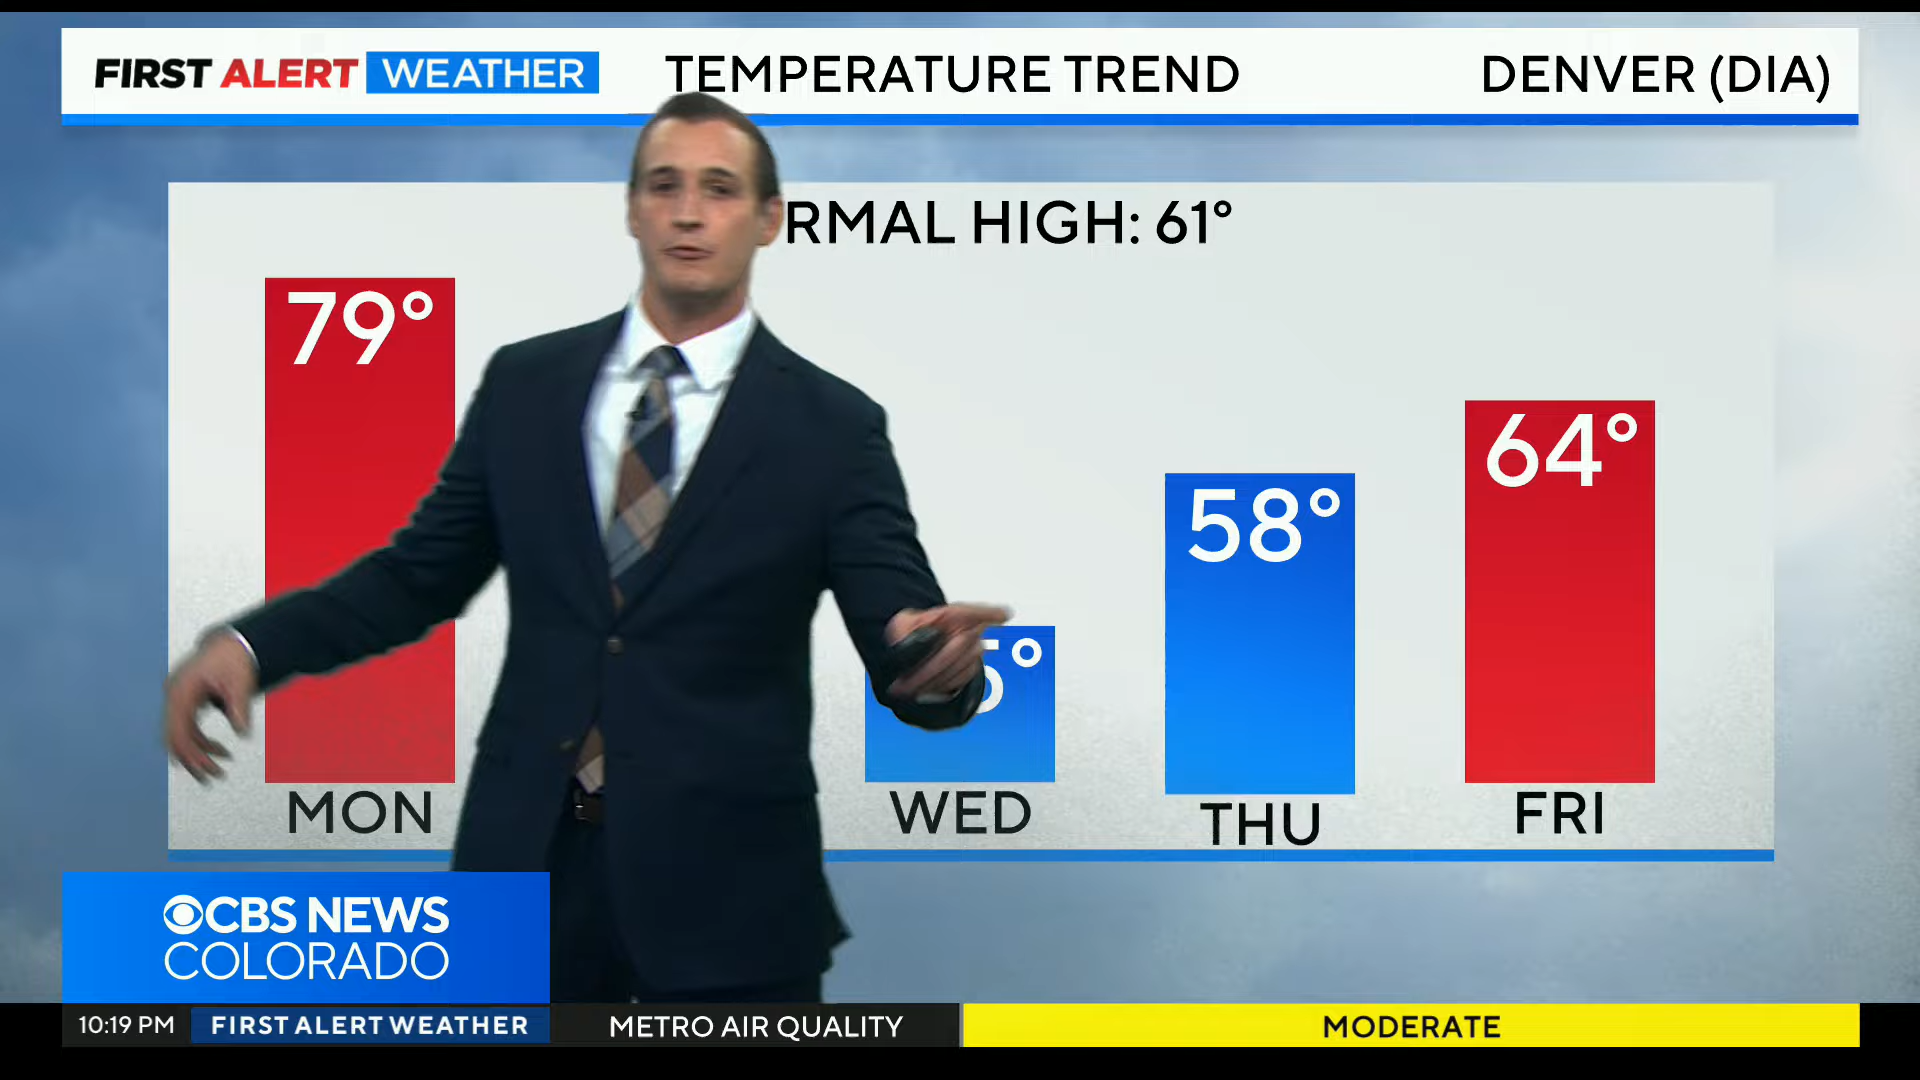 FIRST ALERT WEATHER
TEMPERATURE TREND
DENVER (DIA)
RMAL HIGH: 61°
79°
5°
58°
64°
MON
WED
THU
FRI
CBS NEWS
COLORADO
10:19 PM
FIRST ALERT WEATHER
METRO AIR QUALITY
MODERATE